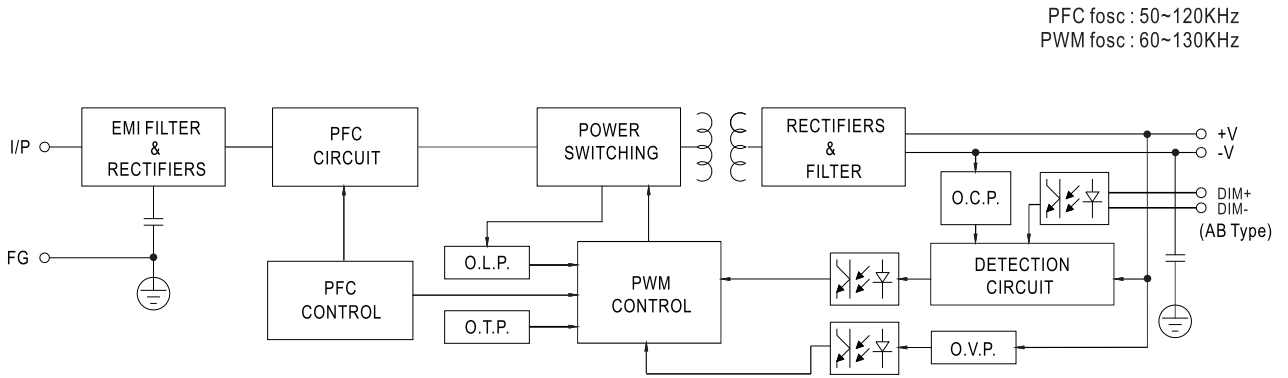 PFC fosc : 50~120KHz
PWM fosc : 60~130KHz
I/P
EMI FILTER
&
RECTIFIERS
PFC
CIRCUIT
POWER
SWITCHING
RECTIFIERS
&
FILTER
+V
-V
O.C.P.
DIM+
DIM-
(AB Type)
FG
O.L.P.
PFC
CONTROL
PWM
CONTROL
DETECTION
CIRCUIT
O.T.P.
O.V.P.